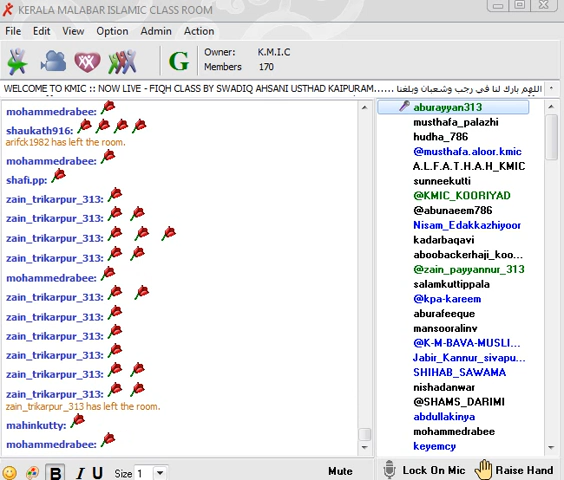 KERALA MALABAR ISLAMIC CLASS ROOM
File Edit View Option Admin Action
G Owner: K.M.I.C
Members 170
WELCOME TO KMIC :: NOW LIVE - FIQH CLASS BY SWADIQ AHSANI USTHAD KAIPURAM...... اللهم بارك لنا في رجب وشعبان وبلغنا
mohammedrabee:
shaukath916:
arifck1982 has left the room.
mohammedrabee:
shafi.pp:
zain_trikarpur_313:
zain_trikarpur_313:
zain_trikarpur_313:
zain_trikarpur_313:
mohammedrabee:
zain_trikarpur_313:
zain_trikarpur_313:
zain_trikarpur_313:
zain_trikarpur_313:
zain_trikarpur_313:
zain_trikarpur_313 has left the room.
mahinkutty:
mohammedrabee:
aburayyan313
musthafa_palazhi
hudha_786
@musthafa.aloor.kmic
A.L.F.A.T.H.A.H_KMIC
sunneekutti
@KMIC_KOORIYAD
@abunaeem786
Nisam_Edakkazhiyoor
kadarbaqavi
aboobackerhaji_koo...
@zain_payyannur_313
salamkuttippala
@kpa-kareem
aburafeeque
mansooralinv
@K-M-BAVA-MUSLI...
Jabir_Kannur_sivapu...
SHIHAB_SAWAMA
nishadanwar
@SHAMS_DARIMI
abdullakinya
mohammedrabee
keyemcy
B I U Size 1 Mute Lock On Mic Raise Hand